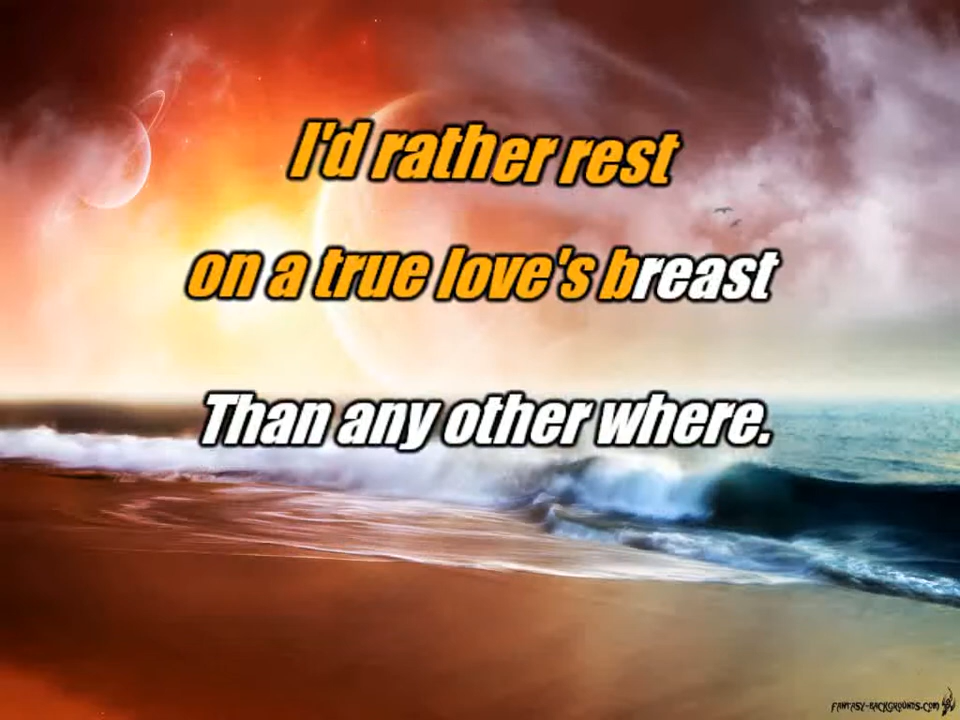 I'd rather rest
on a true love's breast
Than any other where.
FANTASY-BACKGROUNDS.COM